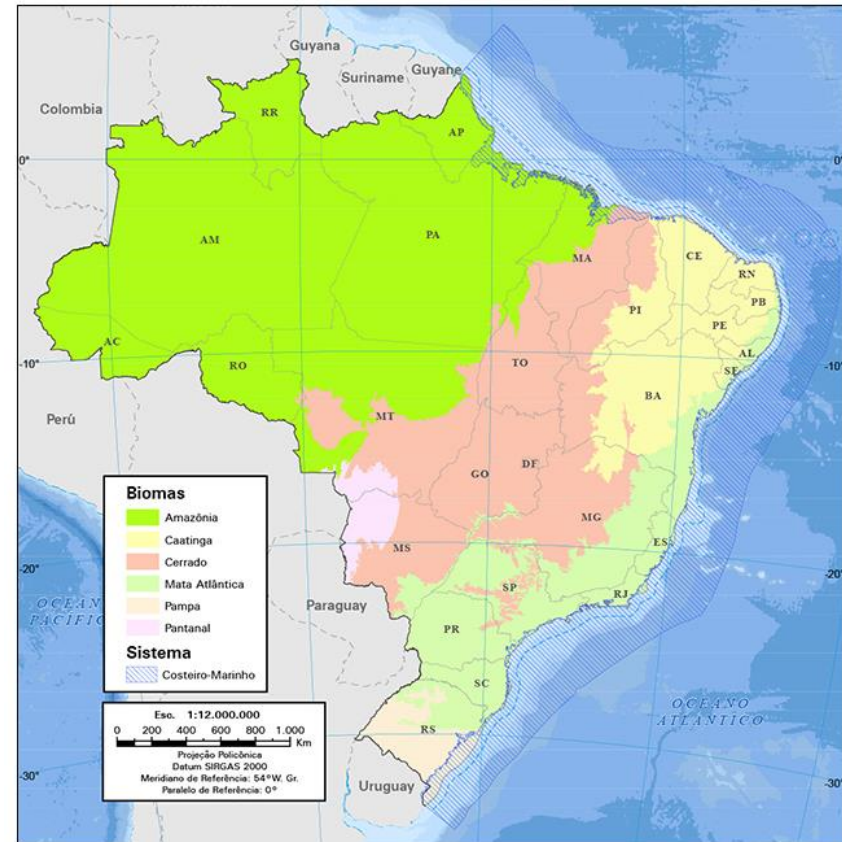 Guyana
Suriname
Guyane
Colombia
RR
AP
0°
0°
AM
PA
MA
CE
RN
PB
PI
PE
AL
SE
AC
-10°
-10°
RO
TO
BA
MT
Perú
DF
GO
MG
ES
MS
-20°
-20°
SP
RJ
Paraguay
OCEANO
PACÍFICO
PR
SC
OCEANO
ATLÂNTICO
RS
-30°
-30°
Uruguay
Biomas
Amazônia
Caatinga
Cerrado
Mata Atlântica
Pampa
Pantanal
Sistema
Costeiro-Marinho
Esc. 1:12.000.000
0 200 400 600 800 1.000
Km
Projeção Policônica
Datum SIRGAS 2000
Meridiano de Referência: 54° W. Gr.
Paralelo de Referência: 0°